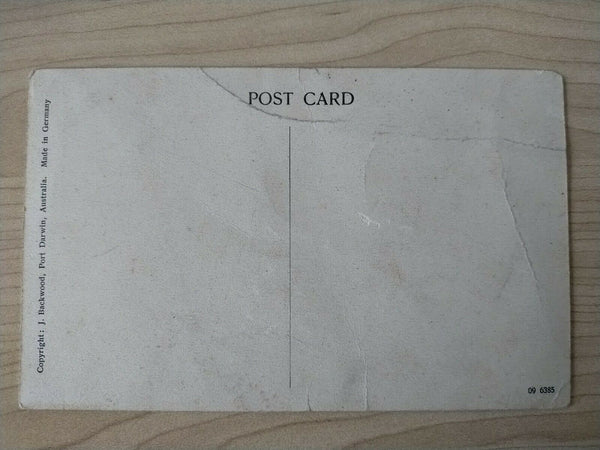 POST CARD
Copyright: J. Backwood, Port Darwin, Australia. Made in Germany
09 6385